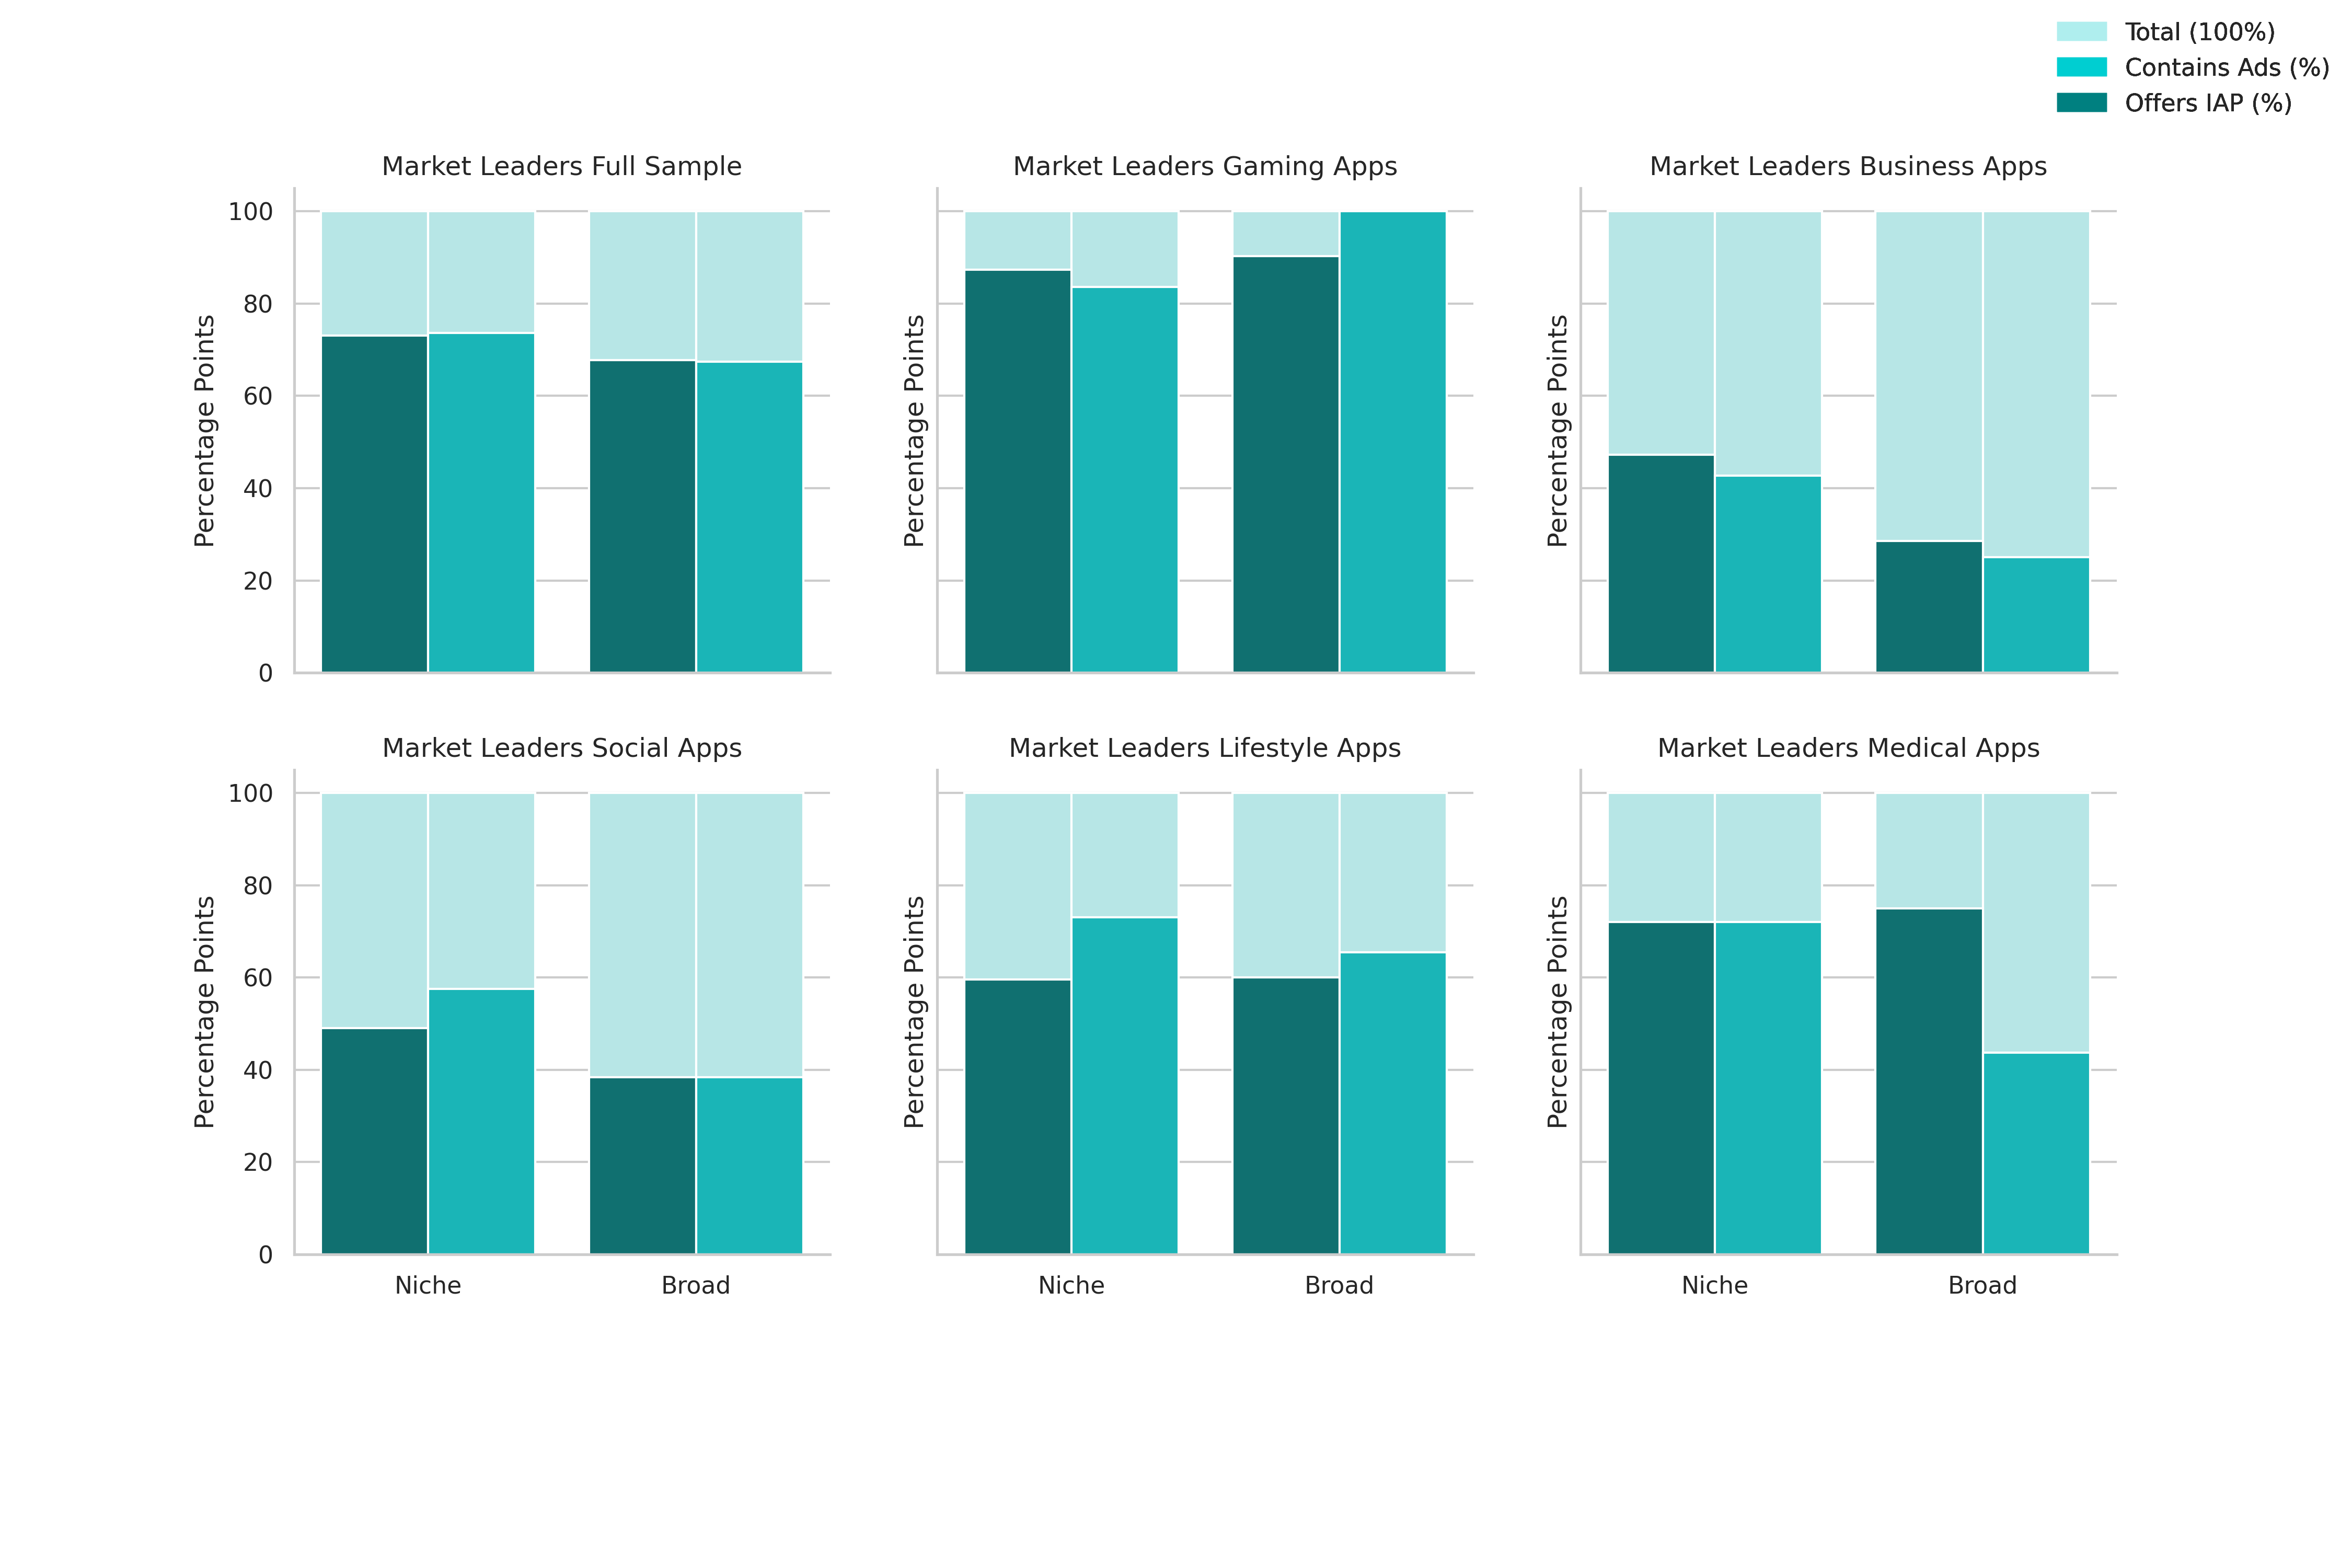 Total (100%)
Contains Ads (%)
Offers IAP (%)
Market Leaders Full Sample
Market Leaders Gaming Apps
Market Leaders Business Apps
Percentage Points
100
80
60
40
20
0
Percentage Points
Percentage Points
Market Leaders Social Apps
Market Leaders Lifestyle Apps
Market Leaders Medical Apps
Percentage Points
100
80
60
40
20
0
Percentage Points
Percentage Points
Niche
Broad
Niche
Broad
Niche
Broad